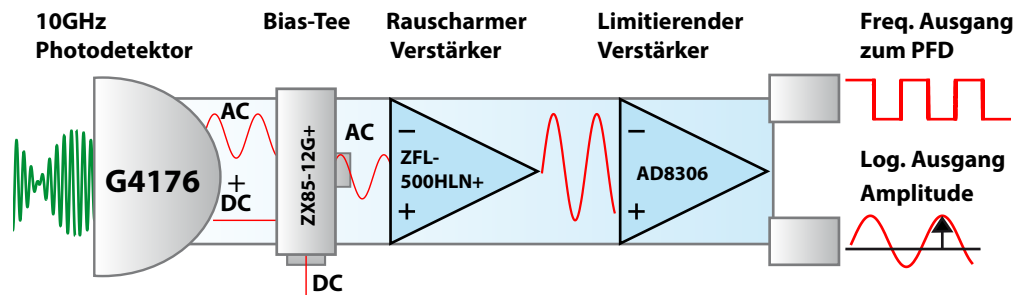 10GHz
Photodetektor
Bias-Tee
Rauscharmer
Verstärker
Limitierender
Verstärker
Freq. Ausgang
zum PFD
AC
+
DC
G4176
ZX85-12G+
DC
AC
−
ZFL-
500HLN+
+
−
AD8306
+
Log. Ausgang
Amplitude